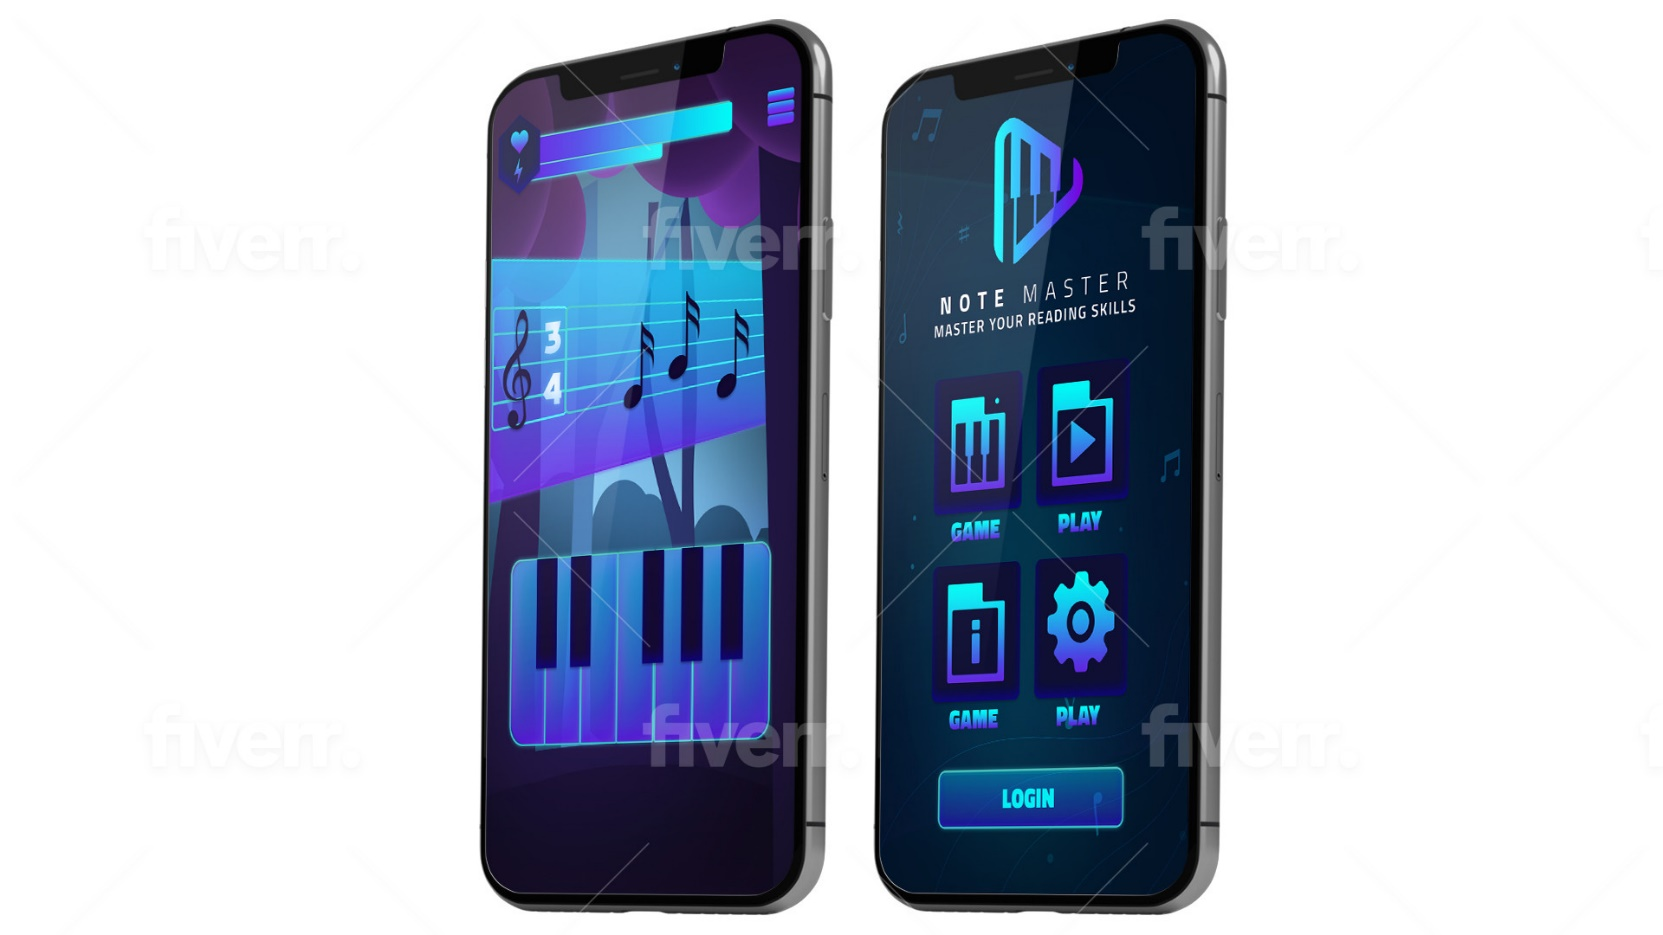 3
4
NOTE MASTER
MASTER YOUR READING SKILLS
GAME PLAY
GAME PLAY
LOGIN
fiverr. fiverr. fiverr.
fiverr. fiverr. fiverr.